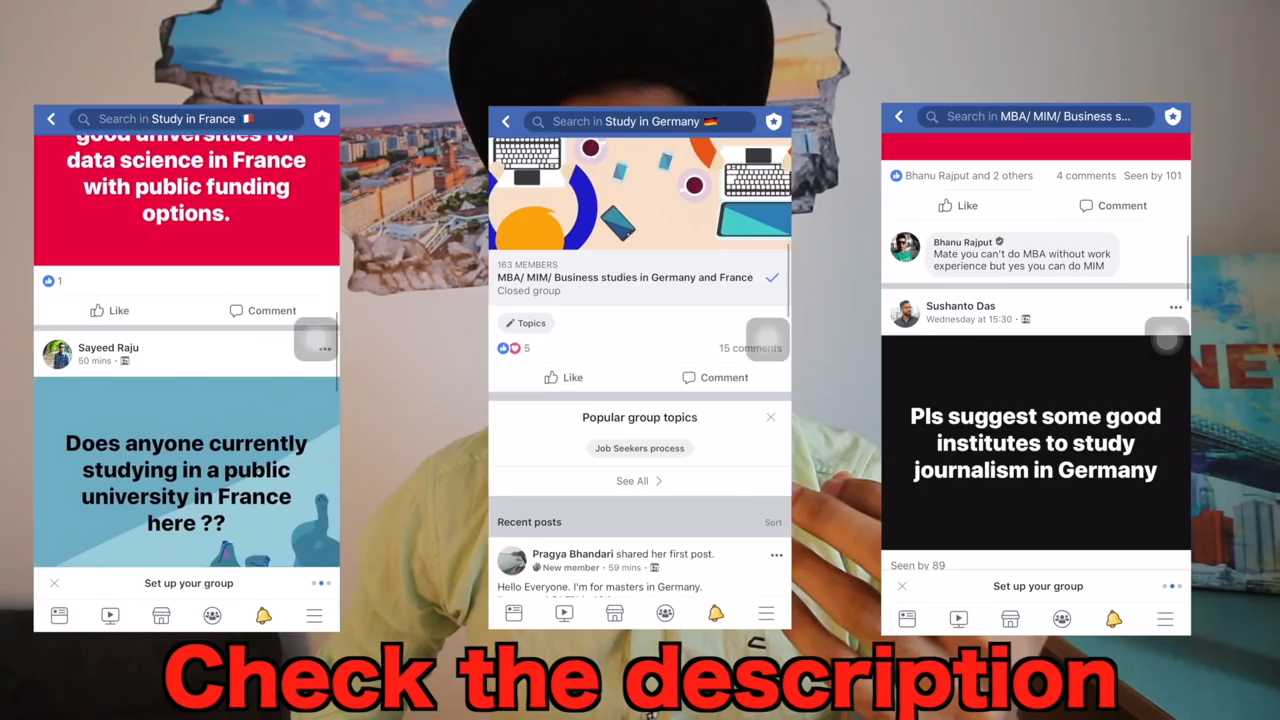 Search in Study in France 🇫🇷
good universities for
data science in France
with public funding
options.
1
Like
Comment
Sayeed Raju
50 mins
Does anyone currently
studying in a public
university in France
here ??
Set up your group
Search in Study in Germany 🇩🇪
163 MEMBERS
MBA/ MIM/ Business studies in Germany and France
Closed group
Topics
5
15 comments
Like
Comment
Popular group topics
Job Seekers process
See All
Recent posts
Sort
Pragya Bhandari shared her first post.
New member · 59 mins ·
Hello Everyone. I'm for masters in Germany.
Search in MBA/ MIM/ Business s...
Bhanu Rajput and 2 others
4 comments
Seen by 101
Like
Comment
Bhanu Rajput
Mate you can't do MBA without work
experience but yes you can do MIM
Sushanto Das
Wednesday at 15:30 ·
Pls suggest some good
institutes to study
journalism in Germany
Seen by 89
Set up your group
Check the description